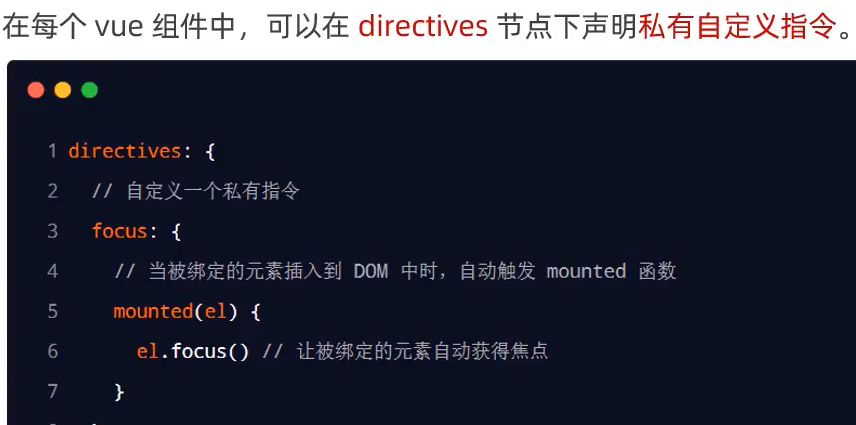 在每个 vue 组件中，可以在 directives 节点下声明私有自定义指令。
1 directives: {
2 // 自定义一个私有指令
3 focus: {
4 // 当被绑定的元素插入到 DOM 中时，自动触发 mounted 函数
5 mounted(el) {
6 el.focus() // 让被绑定的元素自动获得焦点
7 }